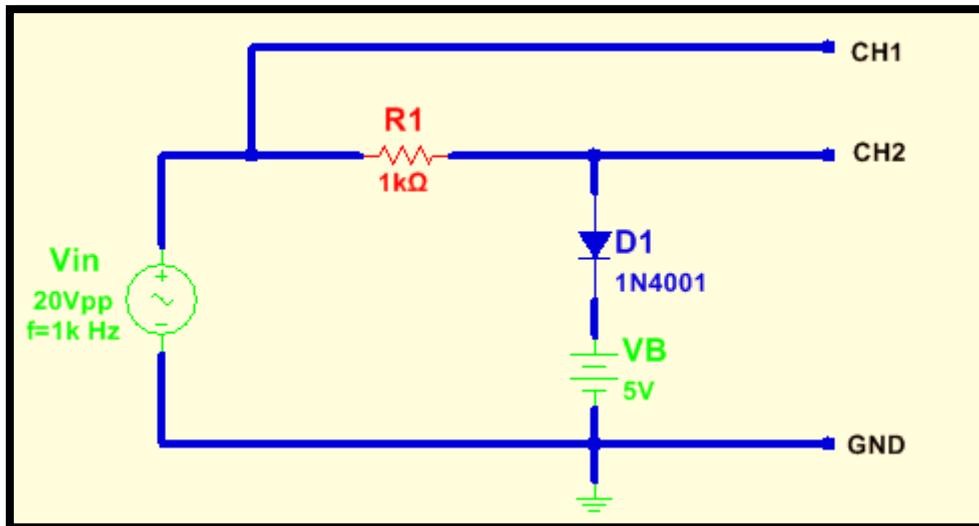 CH1
R1
1kΩ
CH2
Vin
20Vpp
f=1k Hz
D1
1N4001
VB
5V
GND